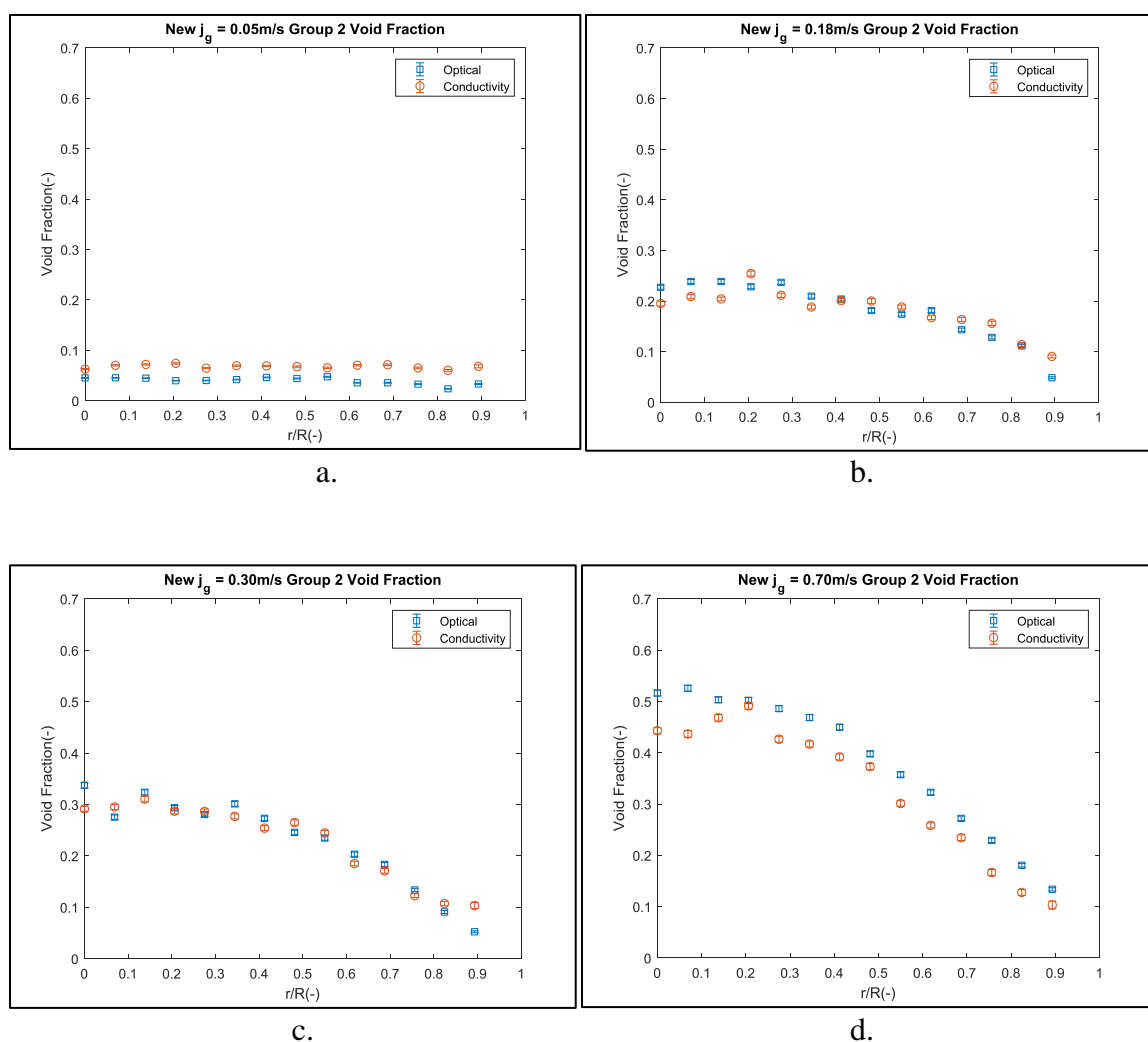 New j_g = 0.05m/s Group 2 Void Fraction
Optical
Conductivity
Void Fraction(-)
0.7
0.6
0.5
0.4
0.3
0.2
0.1
0
0 0.1 0.2 0.3 0.4 0.5 0.6 0.7 0.8 0.9 1
r/R(-)
a.
New j_g = 0.18m/s Group 2 Void Fraction
Optical
Conductivity
Void Fraction(-)
0.7
0.6
0.5
0.4
0.3
0.2
0.1
0
0 0.1 0.2 0.3 0.4 0.5 0.6 0.7 0.8 0.9 1
r/R(-)
b.
New j_g = 0.30m/s Group 2 Void Fraction
Optical
Conductivity
Void Fraction(-)
0.7
0.6
0.5
0.4
0.3
0.2
0.1
0
0 0.1 0.2 0.3 0.4 0.5 0.6 0.7 0.8 0.9 1
r/R(-)
c.
New j_g = 0.70m/s Group 2 Void Fraction
Optical
Conductivity
Void Fraction(-)
0.7
0.6
0.5
0.4
0.3
0.2
0.1
0
0 0.1 0.2 0.3 0.4 0.5 0.6 0.7 0.8 0.9 1
r/R(-)
d.